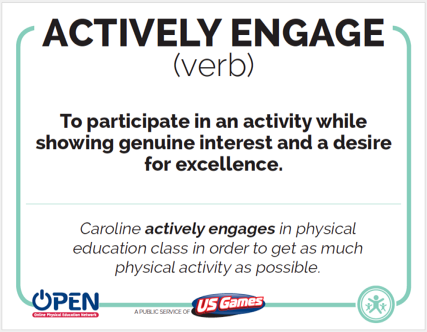 ACTIVELY ENGAGE
(verb)
To participate in an activity while
showing genuine interest and a desire
for excellence.
Caroline actively engages in physical
education class in order to get as much
physical activity as possible.
OPEN
Online Physical Education Network
A PUBLIC SERVICE OF
US Games